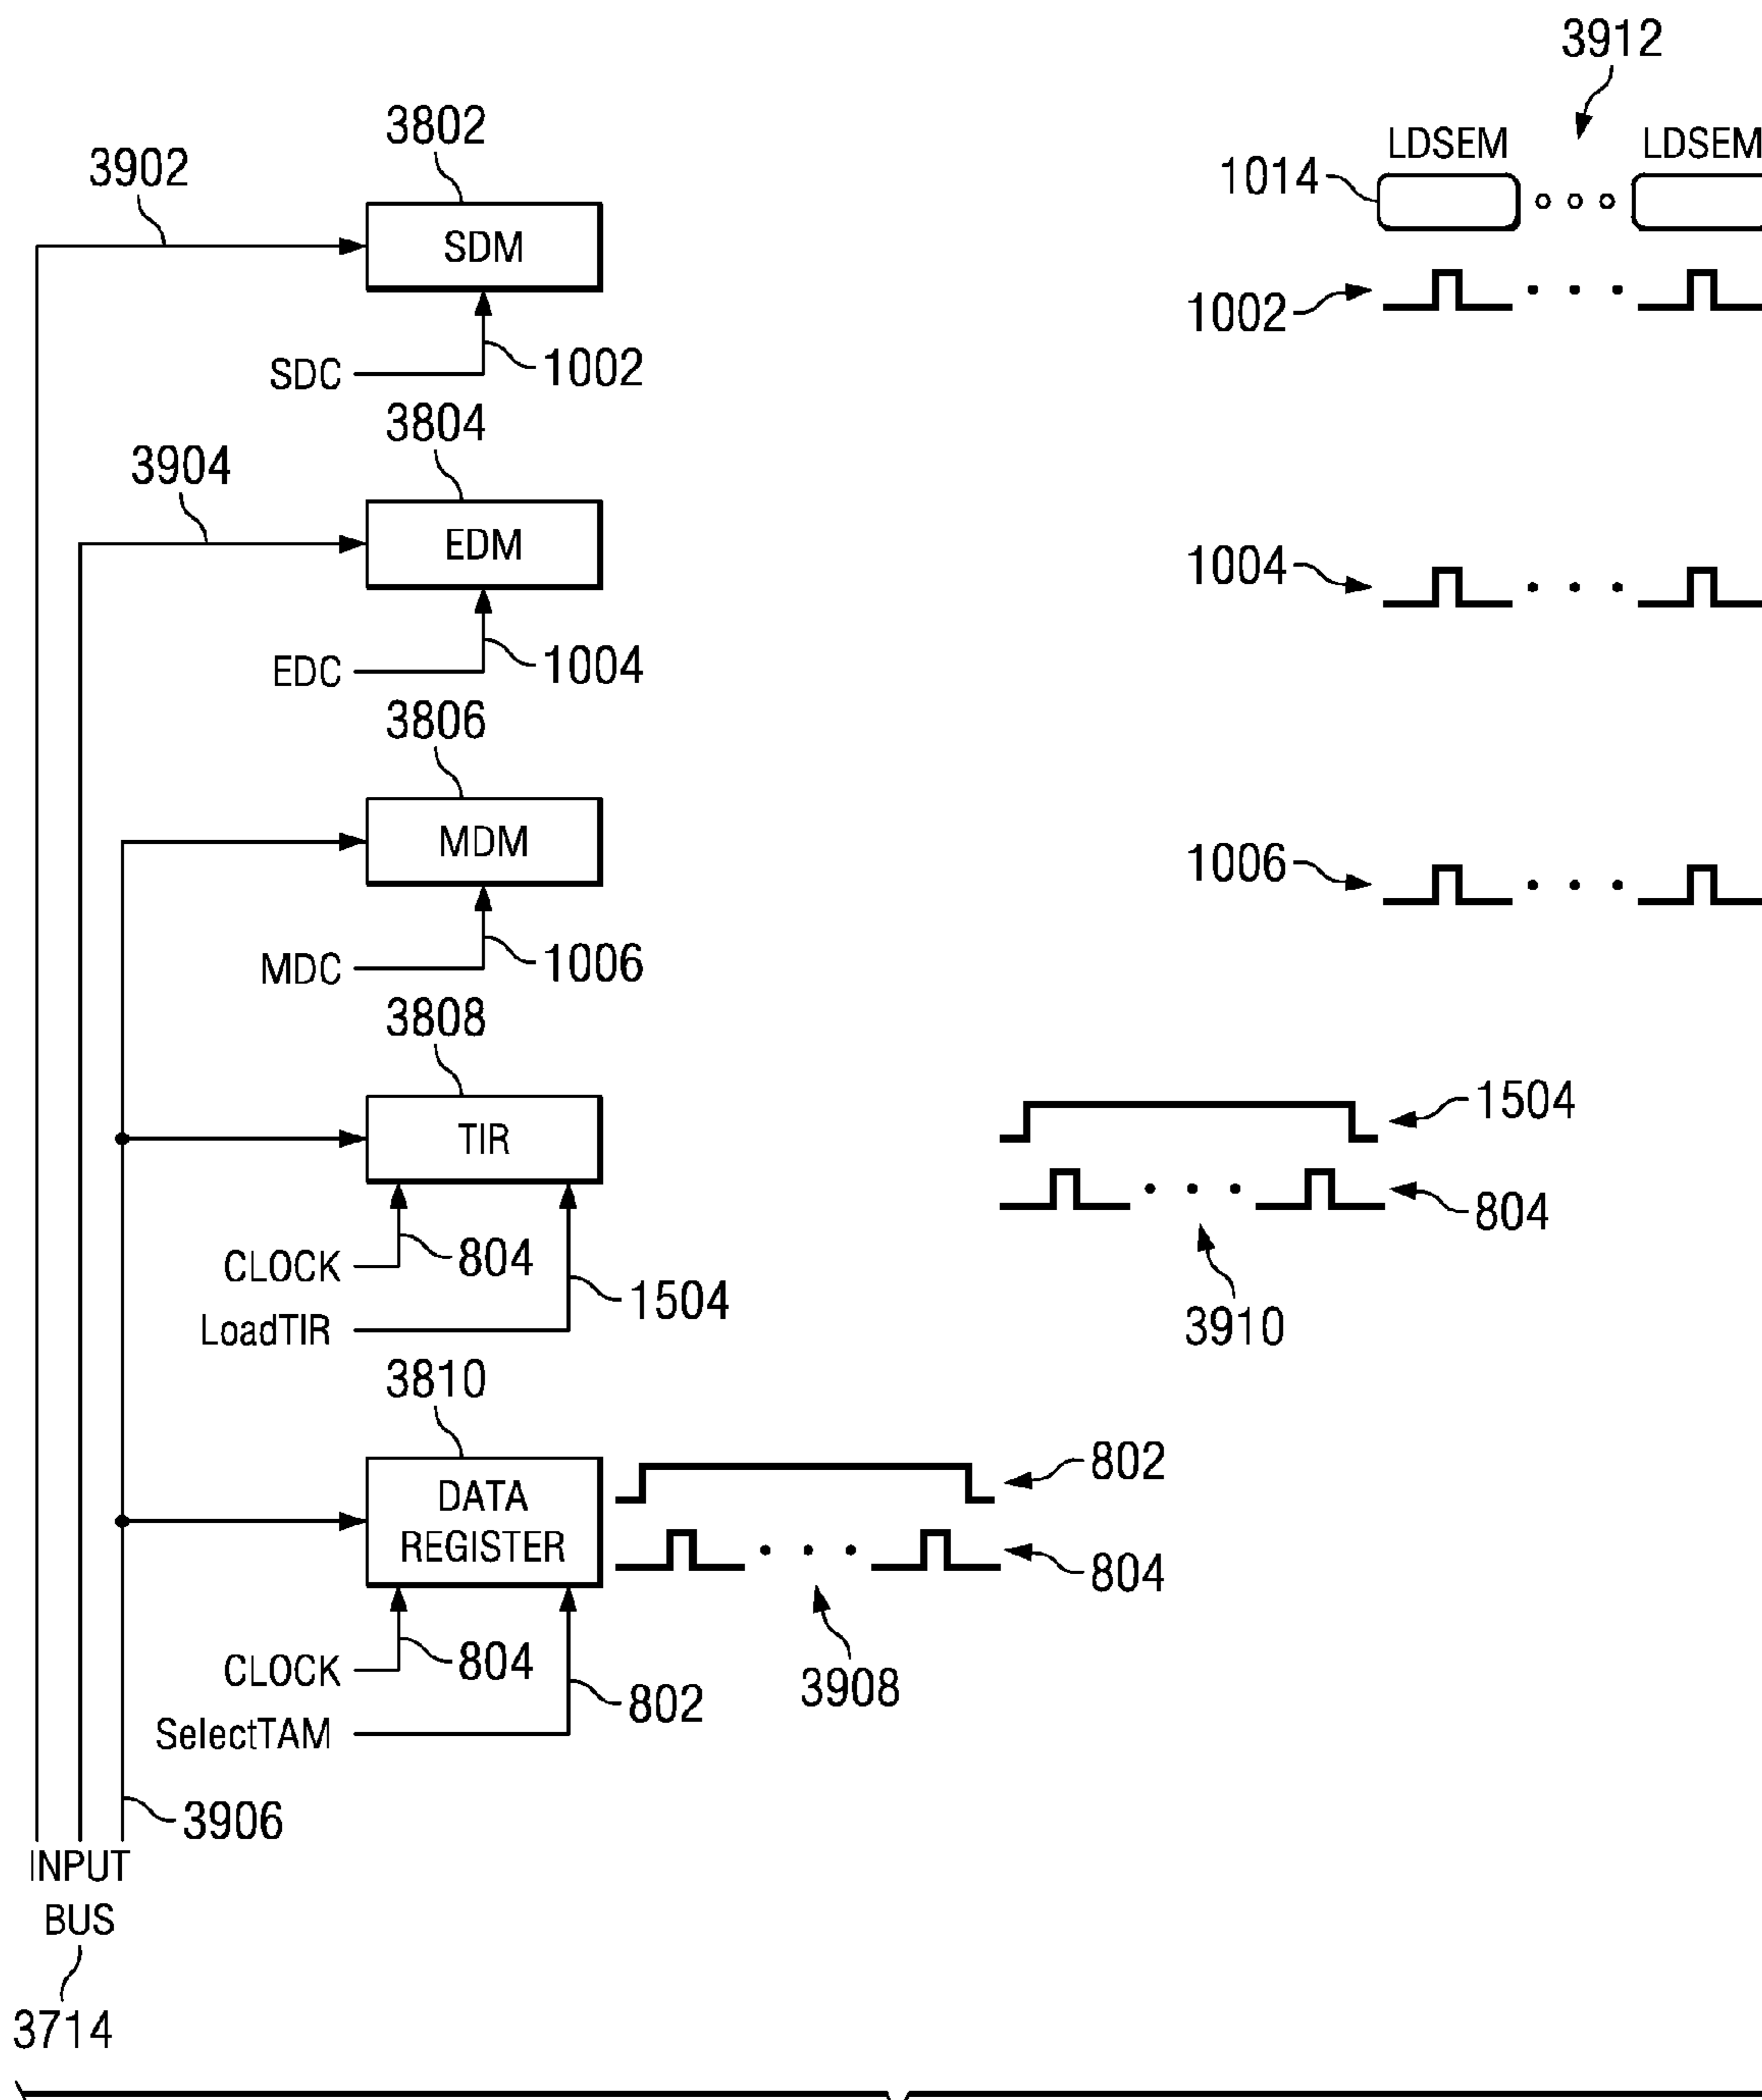 3912
3802
3902
LDSEM LDSEM
1014
SDM
1002
SDC 1002
3804
3904
EDM
1004
EDC 1004
3806
MDM
1006
MDC 1006
3808
1504
TIR
804
CLOCK 804
LoadTIR 1504
3910
3810
802
DATA
REGISTER
804
CLOCK 804
SelectTAM 802
3908
3906
INPUT
BUS
3714